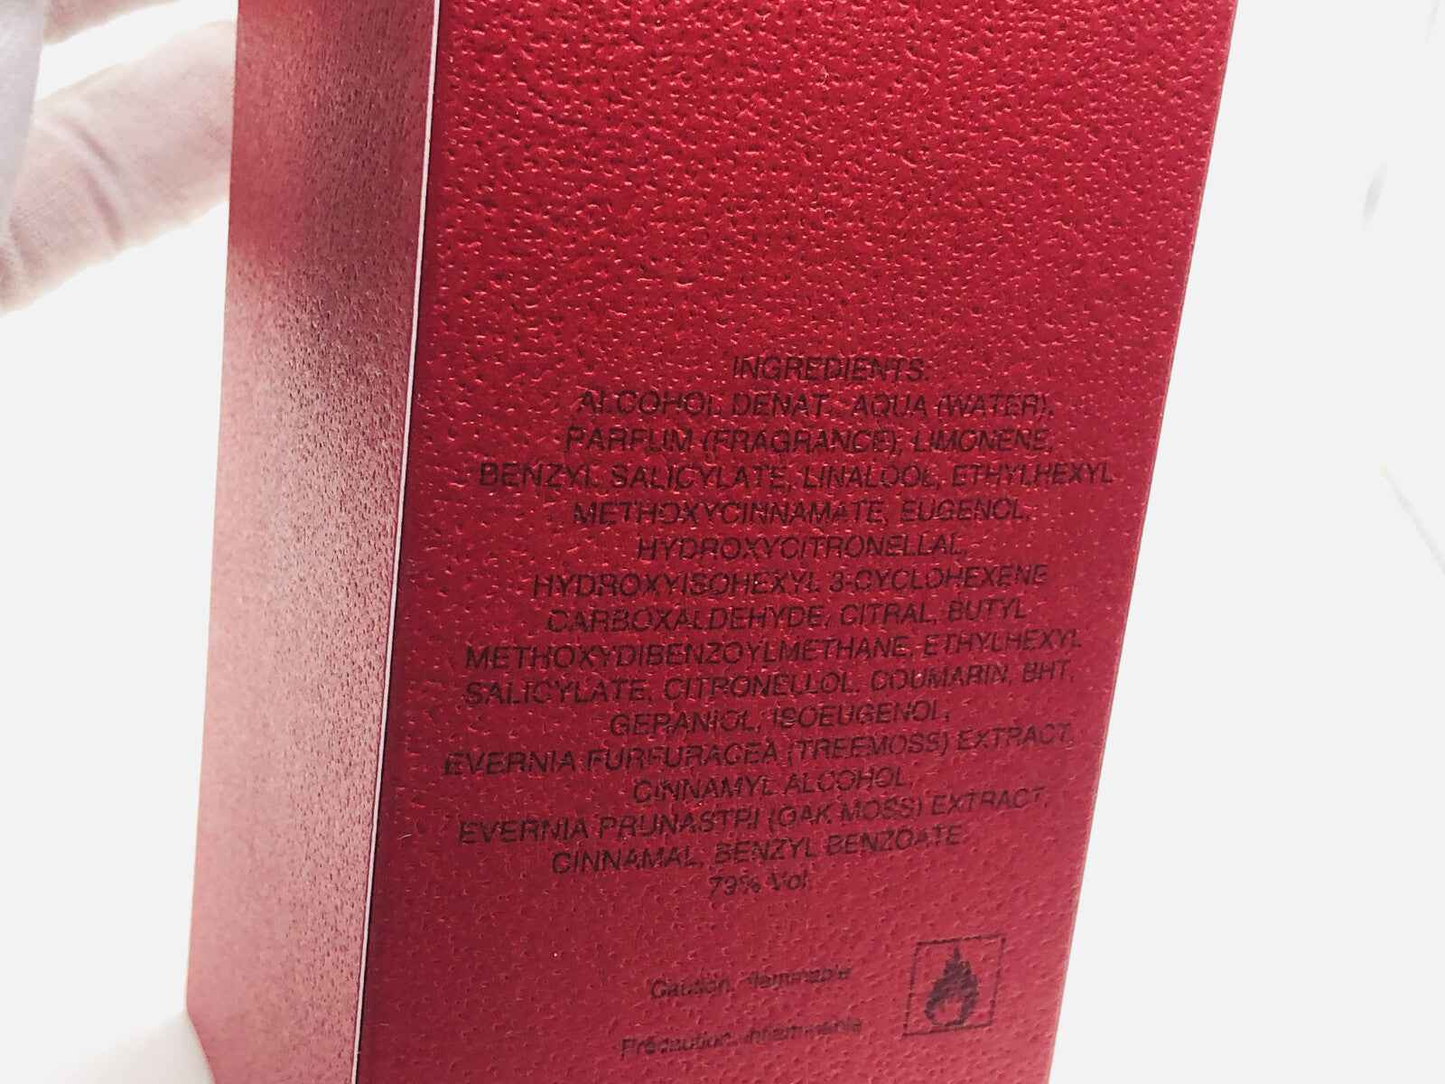 INGREDIENTS:
ALCOHOL DENAT., AQUA (WATER),
PARFUM (FRAGRANCE), LIMONENE,
BENZYL SALICYLATE, LINALOOL, ETHYLHEXYL
METHOXYCINNAMATE, EUGENOL,
HYDROXYCITRONELLAL,
HYDROXYISOHEXYL 3-CYCLOHEXENE
CARBOXALDEHYDE, CITRAL, BUTYL
METHOXYDIBENZOYLMETHANE, ETHYLHEXYL
SALICYLATE, CITRONELLOL, COUMARIN, BHT,
GERANIOL, ISOEUGENOL,
EVERNIA FURFURACEA (TREEMOSS) EXTRACT,
CINNAMYL ALCOHOL,
EVERNIA PRUNASTRI (OAK MOSS) EXTRACT,
CINNAMAL, BENZYL BENZOATE.
79% Vol.
Caution, flammable
Précaution, inflammable